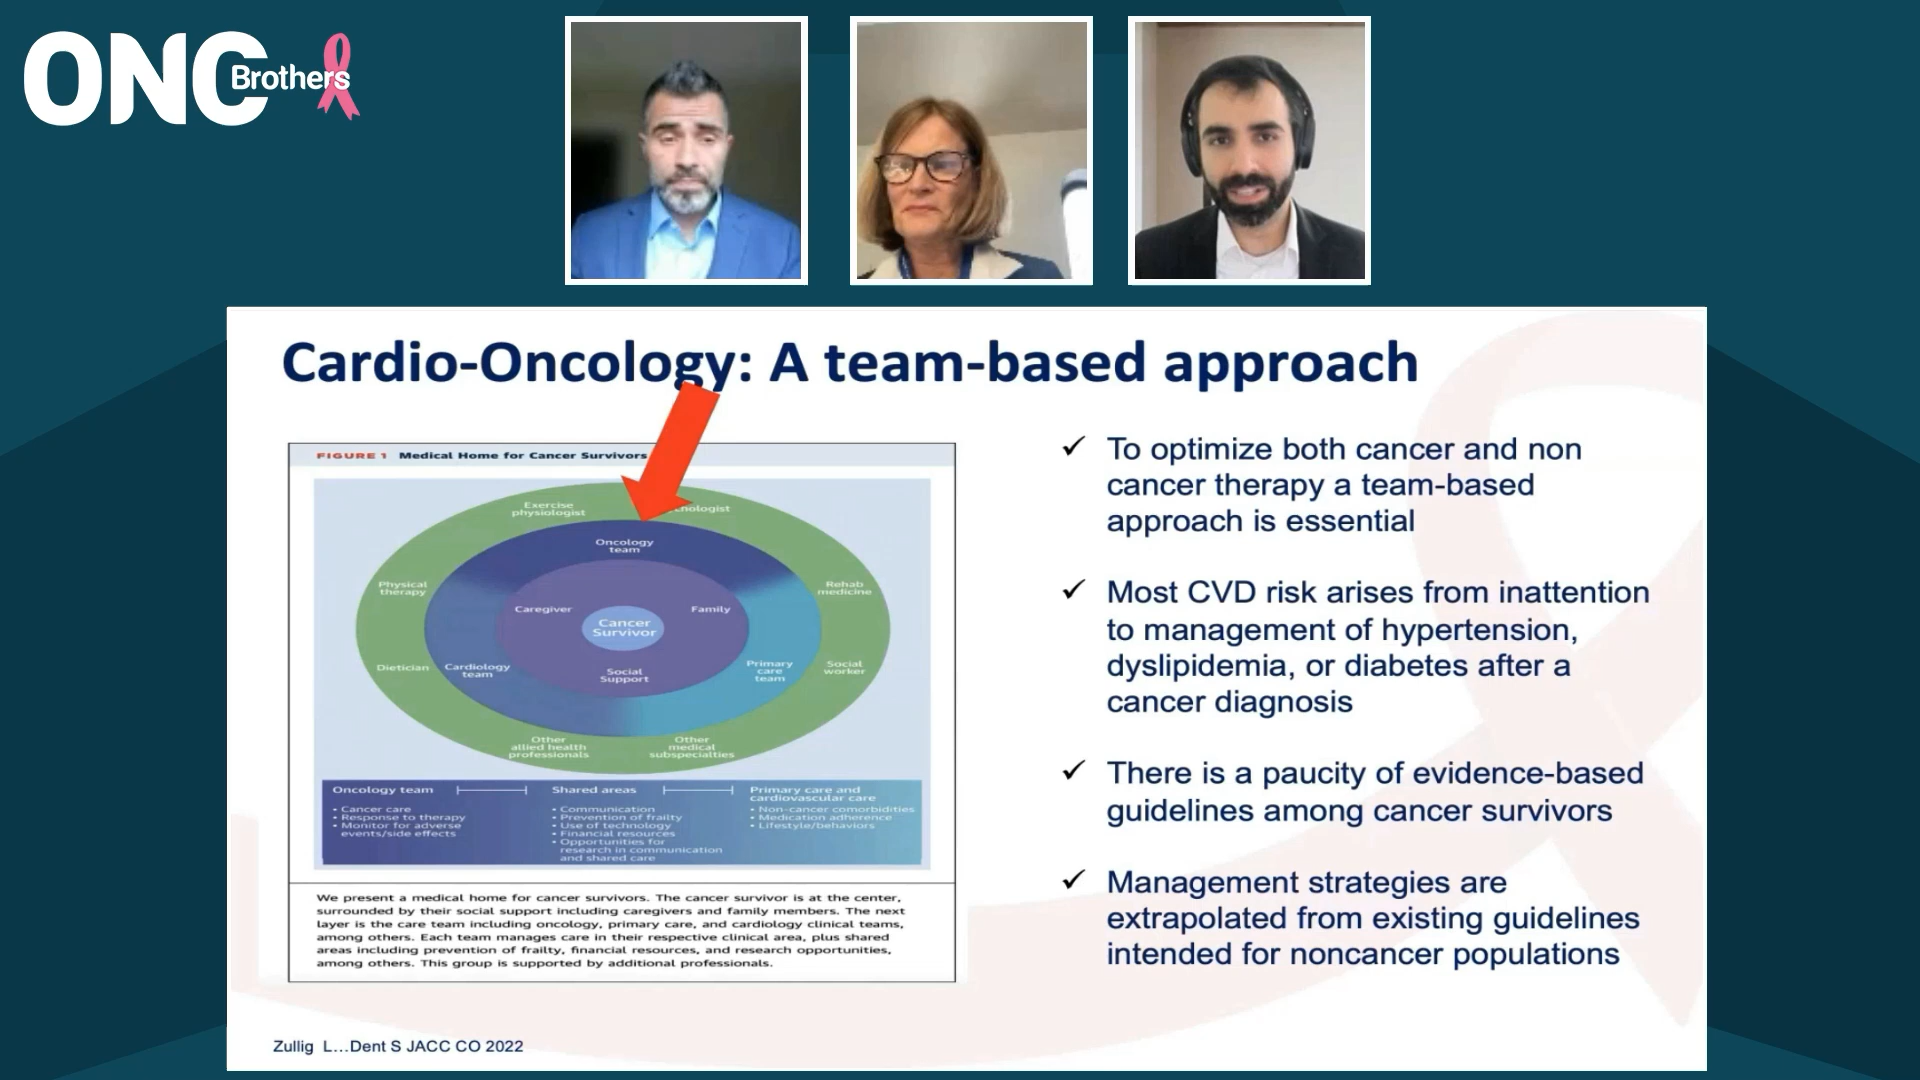 ONC
Brothers
Cardio-Oncology: A team-based approach
FIGURE 1 Medical Home for Cancer Survivors
Exercise
physiologist
Physical
therapy
Rehab
medicine
Dietician
Social
worker
Other
allied health
professionals
Other
medical
subspecialties
Oncology
team
Cardiology
team
Primary
care
team
Caregiver
Family
Social
Support
Cancer
Survivor
Oncology team
• Cancer care
• Response to therapy
• Monitor for adverse
events/side effects
Shared areas
• Communication
• Prevention of frailty
• Use of technology
• Financial resources
• Opportunities for
research in communication
and shared care
Primary care and
cardiovascular care
• Non-cancer comorbidities
• Medication adherence
• Lifestyle/behaviors
We present a medical home for cancer survivors. The cancer survivor is at the center,
surrounded by their social support including caregivers and family members. The next
layer is the care team including oncology, primary care, and cardiology clinical teams,
among others. Each team manages care in their respective clinical area, plus shared
areas including prevention of frailty, financial resources, and research opportunities,
among others. This group is supported by additional professionals.
✓ To optimize both cancer and non
cancer therapy a team-based
approach is essential
✓ Most CVD risk arises from inattention
to management of hypertension,
dyslipidemia, or diabetes after a
cancer diagnosis
✓ There is a paucity of evidence-based
guidelines among cancer survivors
✓ Management strategies are
extrapolated from existing guidelines
intended for noncancer populations
Zullig L...Dent S JACC CO 2022